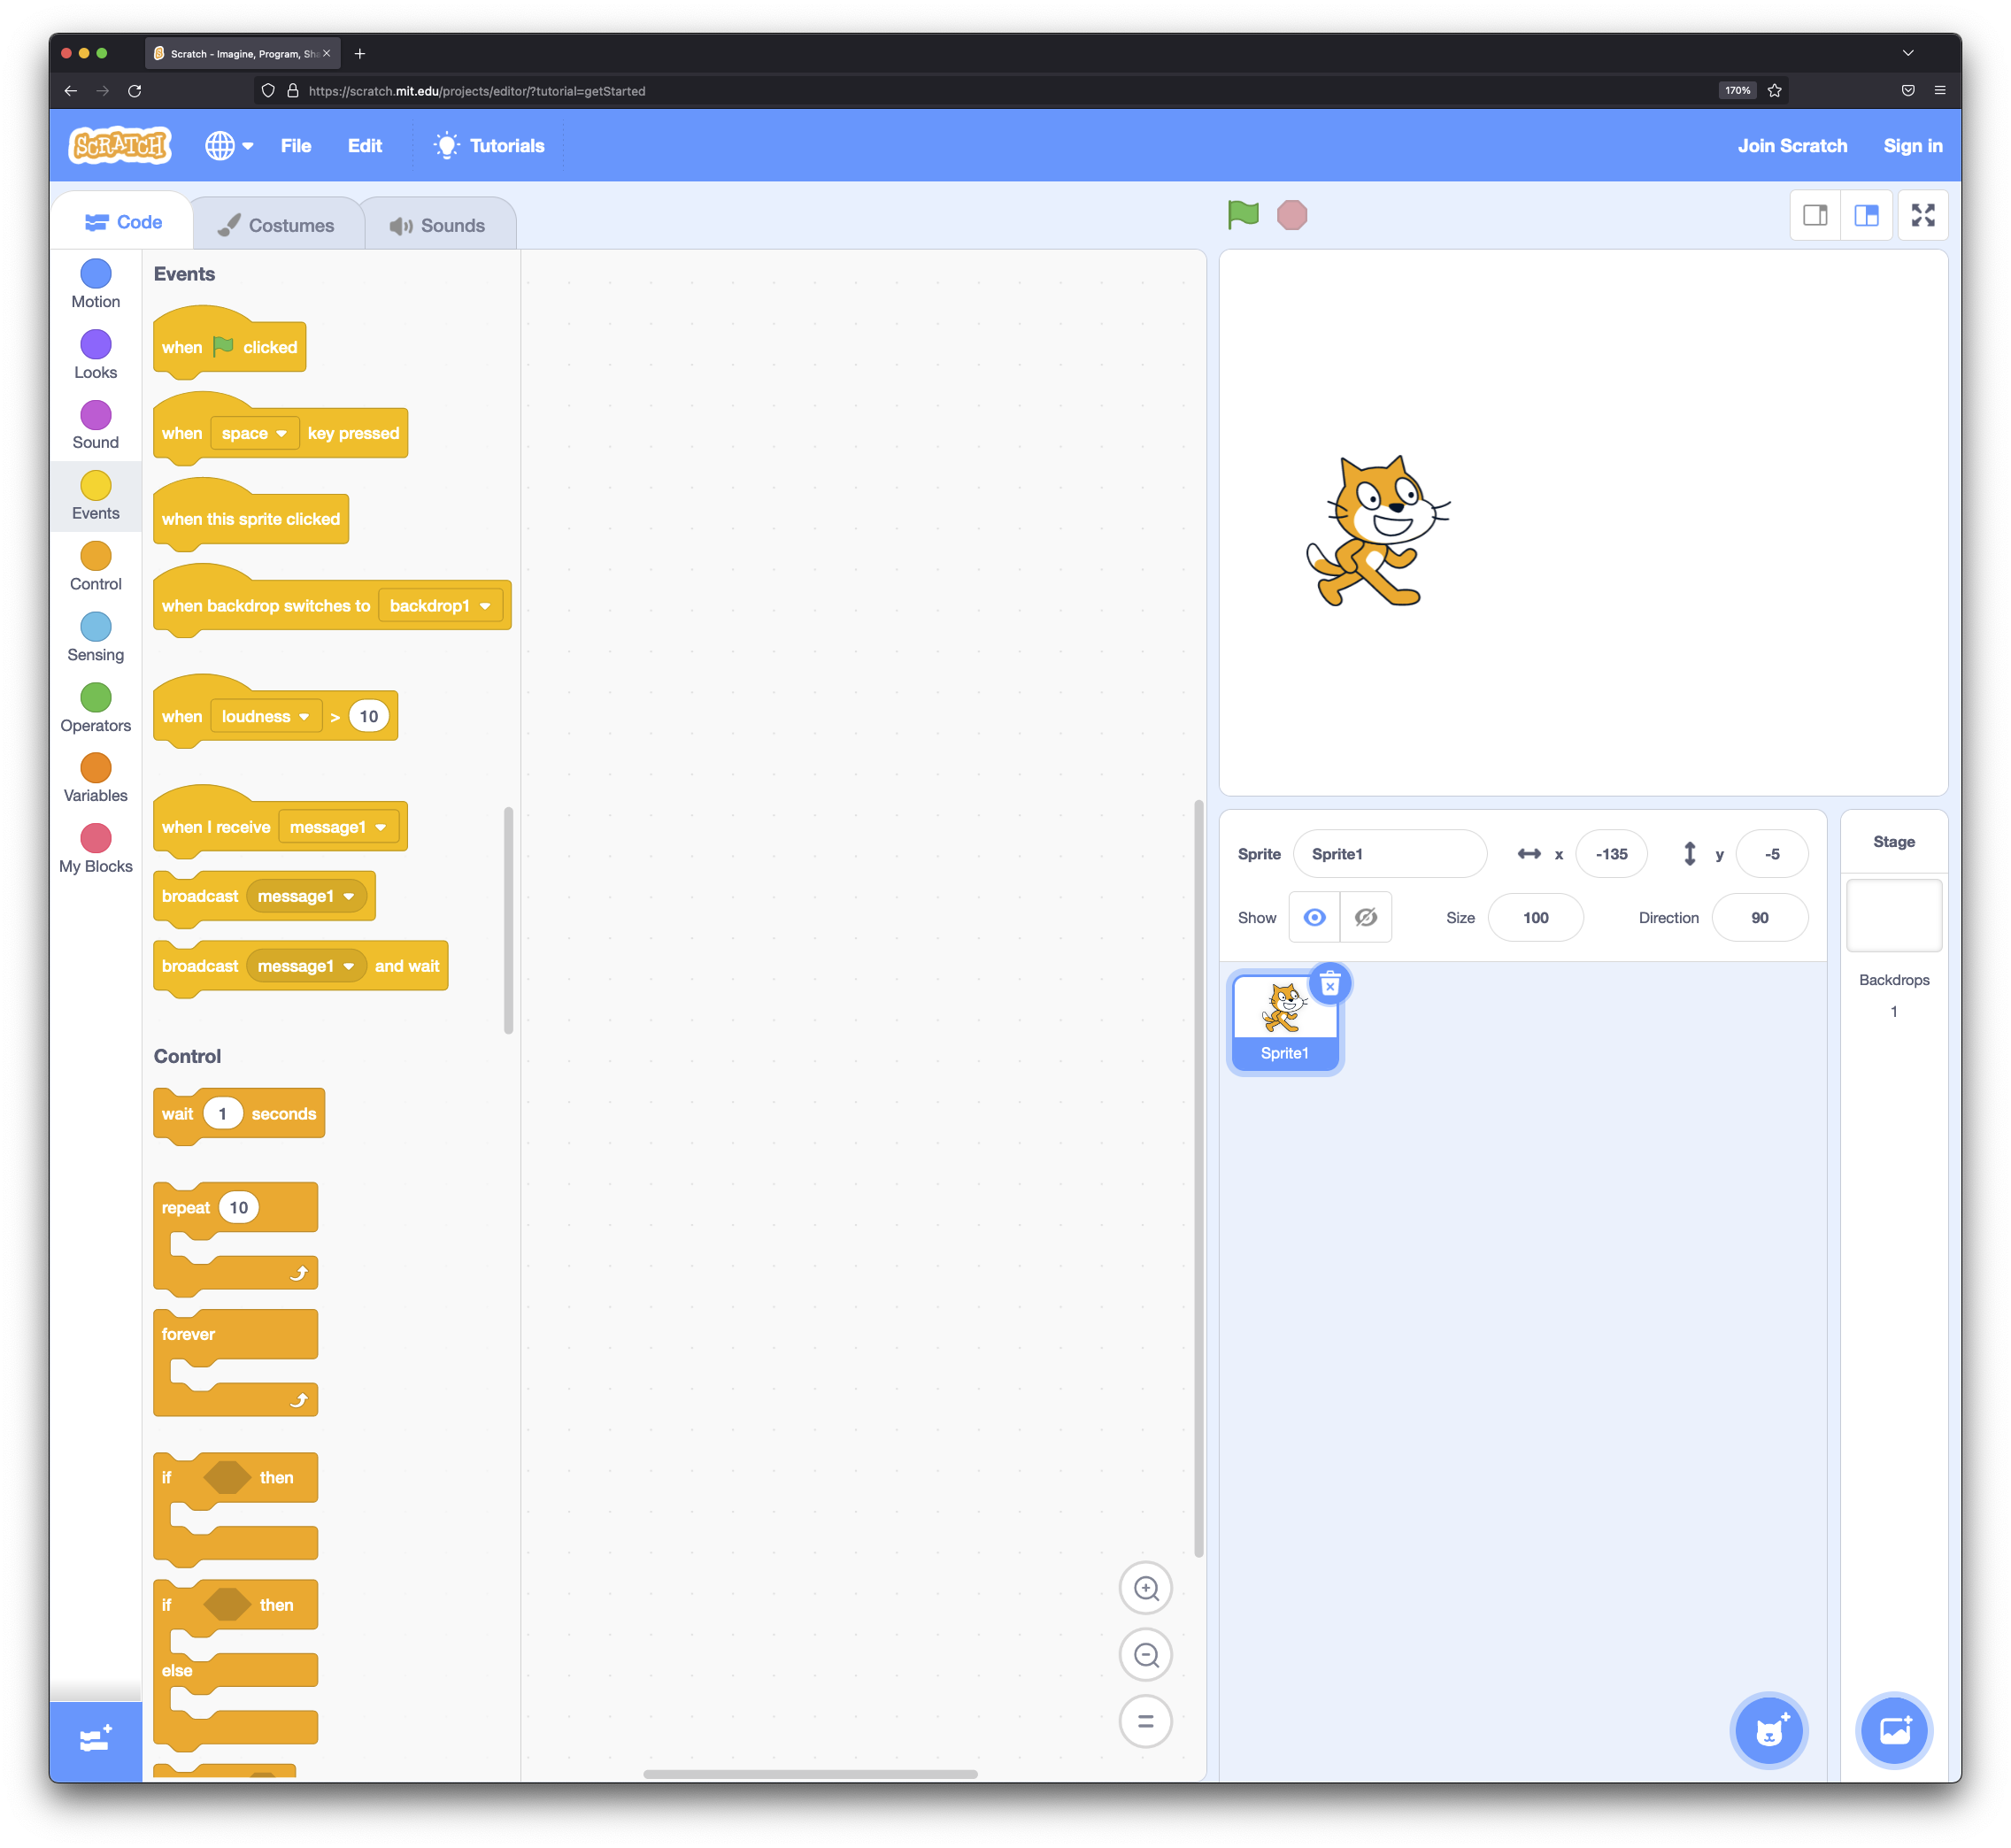 Scratch - Imagine, Program, Sh
https://scratch.mit.edu/projects/editor/?tutorial=getStarted
170%
SCRATCH
File
Edit
Tutorials
Join Scratch
Sign in
Code
Costumes
Sounds
Motion
Looks
Sound
Events
Control
Sensing
Operators
Variables
My Blocks
Events
when clicked
when space key pressed
when this sprite clicked
when backdrop switches to backdrop1
when loudness > 10
when I receive message1
broadcast message1
broadcast message1 and wait
Control
wait 1 seconds
repeat 10
forever
if then
if then
else
Sprite Sprite1 x -135 y -5
Show Size 100 Direction 90
Sprite1
Stage
Backdrops
1